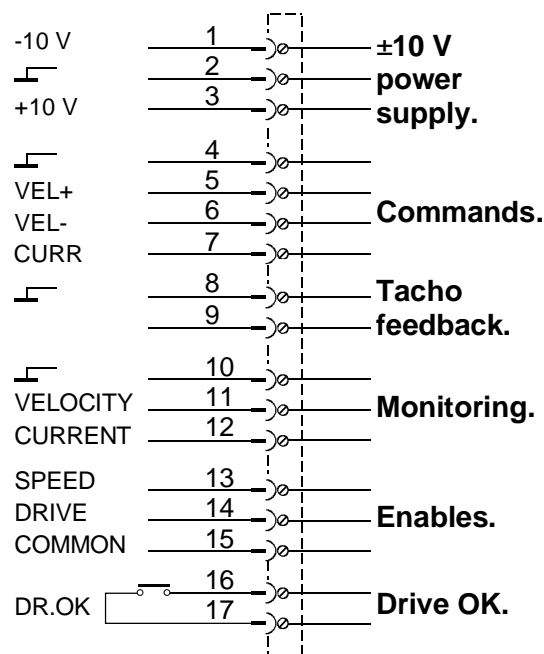 -10 V 1 ±10 V
2 power
+10 V 3 supply.
4
VEL+ 5
VEL- 6 Commands.
CURR 7
8 Tacho
9 feedback.
10
VELOCITY 11 Monitoring.
CURRENT 12
SPEED 13
DRIVE 14 Enables.
COMMON 15
16
DR.OK 17 Drive OK.